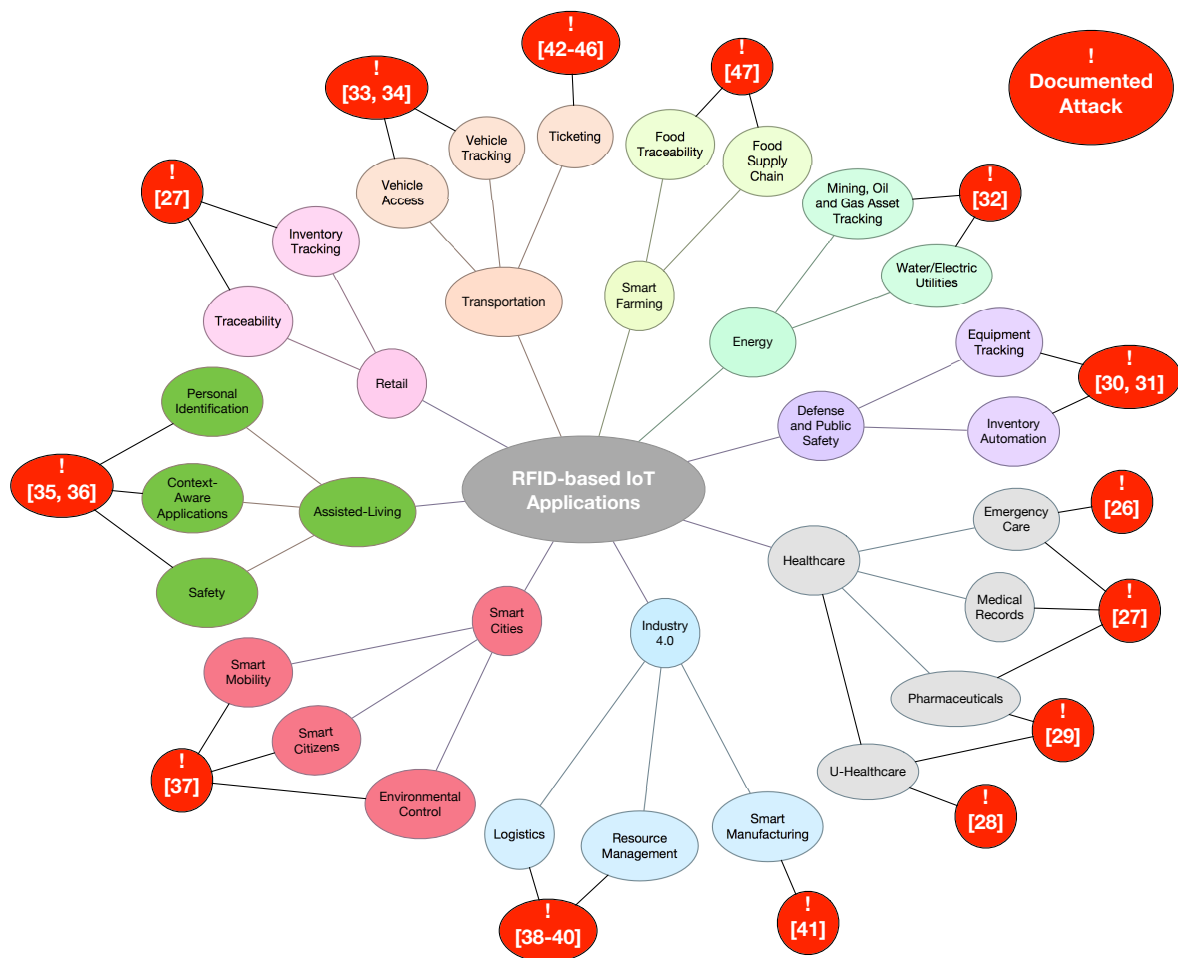 !
[42-46]
!
[47]
!
Documented
Attack
!
[33, 34]
Vehicle
Tracking
Ticketing
Food
Traceability
Food
Supply
Chain
!
[27]
Vehicle
Access
Mining, Oil
and Gas Asset
Tracking
!
[32]
Inventory
Tracking
Water/Electric
Utilities
Traceability
Transportation
Smart
Farming
Energy
Equipment
Tracking
!
[30, 31]
Retail
Personal
Identification
Defense
and Public
Safety
Inventory
Automation
!
[35, 36]
Context-
Aware
Applications
Assisted-Living
RFID-based IoT
Applications
Emergency
Care
!
[26]
Healthcare
Safety
Medical
Records
!
[27]
Smart
Cities
Industry
4.0
Smart
Mobility
Pharmaceuticals
!
[29]
Smart
Citizens
!
[37]
U-Healthcare
Environmental
Control
!
[28]
Logistics
Resource
Management
Smart
Manufacturing
!
[38-40]
!
[41]